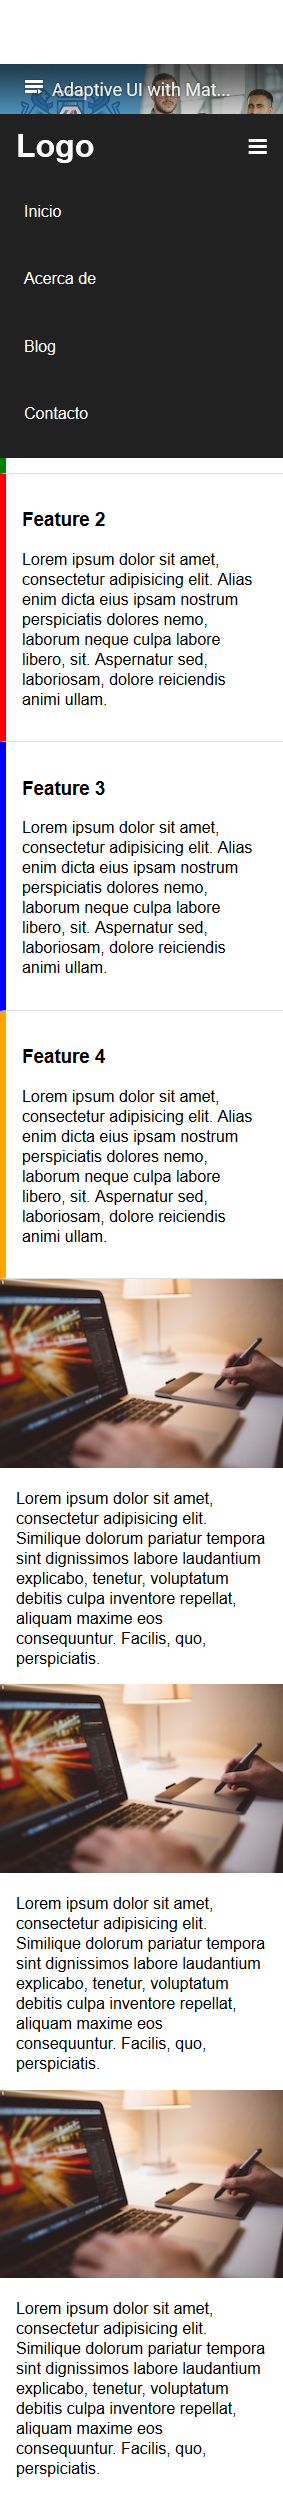 Adaptive UI with Mat...
Logo
Inicio
Acerca de
Blog
Contacto
Feature 2
Lorem ipsum dolor sit amet,
consectetur adipisicing elit. Alias
enim dicta eius ipsam nostrum
perspiciatis dolores nemo,
laborum neque culpa labore
libero, sit. Aspernatur sed,
laboriosam, dolore reiciendis
animi ullam.
Feature 3
Lorem ipsum dolor sit amet,
consectetur adipisicing elit. Alias
enim dicta eius ipsam nostrum
perspiciatis dolores nemo,
laborum neque culpa labore
libero, sit. Aspernatur sed,
laboriosam, dolore reiciendis
animi ullam.
Feature 4
Lorem ipsum dolor sit amet,
consectetur adipisicing elit. Alias
enim dicta eius ipsam nostrum
perspiciatis dolores nemo,
laborum neque culpa labore
libero, sit. Aspernatur sed,
laboriosam, dolore reiciendis
animi ullam.
Lorem ipsum dolor sit amet,
consectetur adipisicing elit.
Similique dolorum pariatur tempora
sint dignissimos labore laudantium
explicabo, tenetur, voluptatum
debitis culpa inventore repellat,
aliquam maxime eos
consequuntur. Facilis, quo,
perspiciatis.
Lorem ipsum dolor sit amet,
consectetur adipisicing elit.
Similique dolorum pariatur tempora
sint dignissimos labore laudantium
explicabo, tenetur, voluptatum
debitis culpa inventore repellat,
aliquam maxime eos
consequuntur. Facilis, quo,
perspiciatis.
Lorem ipsum dolor sit amet,
consectetur adipisicing elit.
Similique dolorum pariatur tempora
sint dignissimos labore laudantium
explicabo, tenetur, voluptatum
debitis culpa inventore repellat,
aliquam maxime eos
consequuntur. Facilis, quo,
perspiciatis.